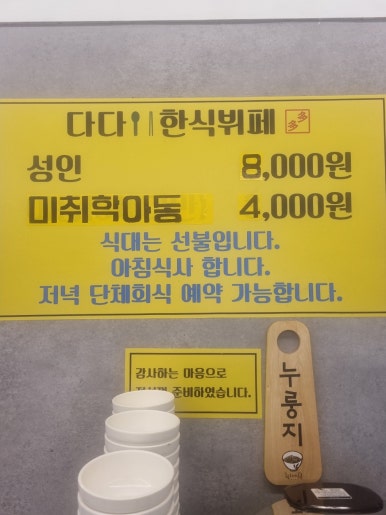 다다 한식뷔페 多多
성인 8,000원
미취학아동 4,000원
식대는 선불입니다.
아침식사 합니다.
저녁 단체회식 예약 가능합니다.
감사하는 마음으로
준비하였습니다.
누룽지